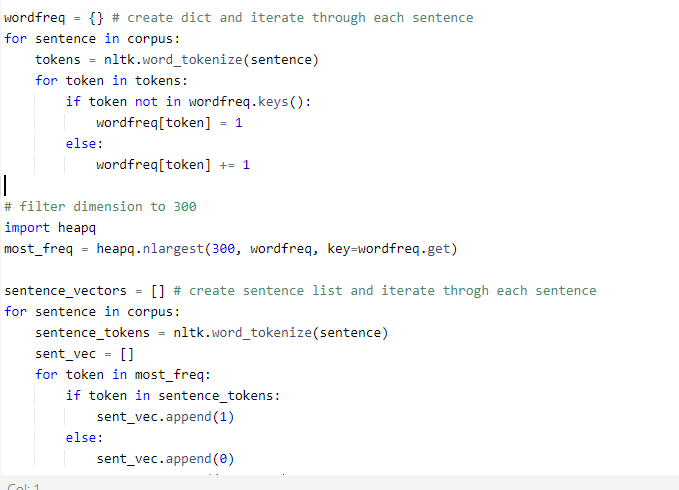 wordfreq = {} # create dict and iterate through each sentence
for sentence in corpus:
    tokens = nltk.word_tokenize(sentence)
    for token in tokens:
        if token not in wordfreq.keys():
            wordfreq[token] = 1
        else:
            wordfreq[token] += 1

# filter dimension to 300
import heapq
most_freq = heapq.nlargest(300, wordfreq, key=wordfreq.get)

sentence_vectors = [] # create sentence list and iterate throgh each sentence
for sentence in corpus:
    sentence_tokens = nltk.word_tokenize(sentence)
    sent_vec = []
    for token in most_freq:
        if token in sentence_tokens:
            sent_vec.append(1)
        else:
            sent_vec.append(0)
Col: 1